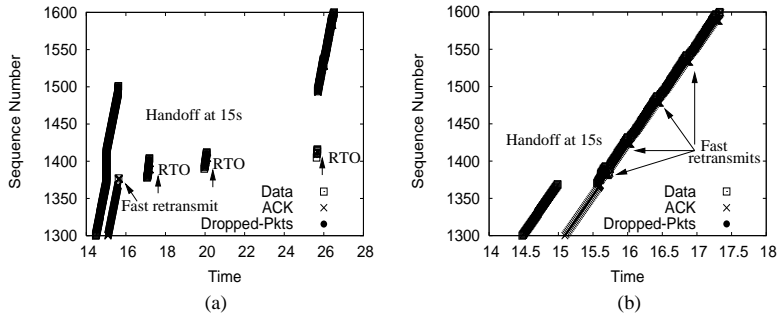 1600
1500
1400
1300
Sequence Number
Handoff at 15s
RTO
RTO
RTO
Fast retransmit
Data
ACK
Dropped-Pkts
14 16 18 20 22 24 26 28
Time
(a)
1600
1550
1500
1450
1400
1350
1300
Sequence Number
Handoff at 15s
Fast
retransmits
Data
ACK
Dropped-Pkts
14 14.5 15 15.5 16 16.5 17 17.5 18
Time
(b)